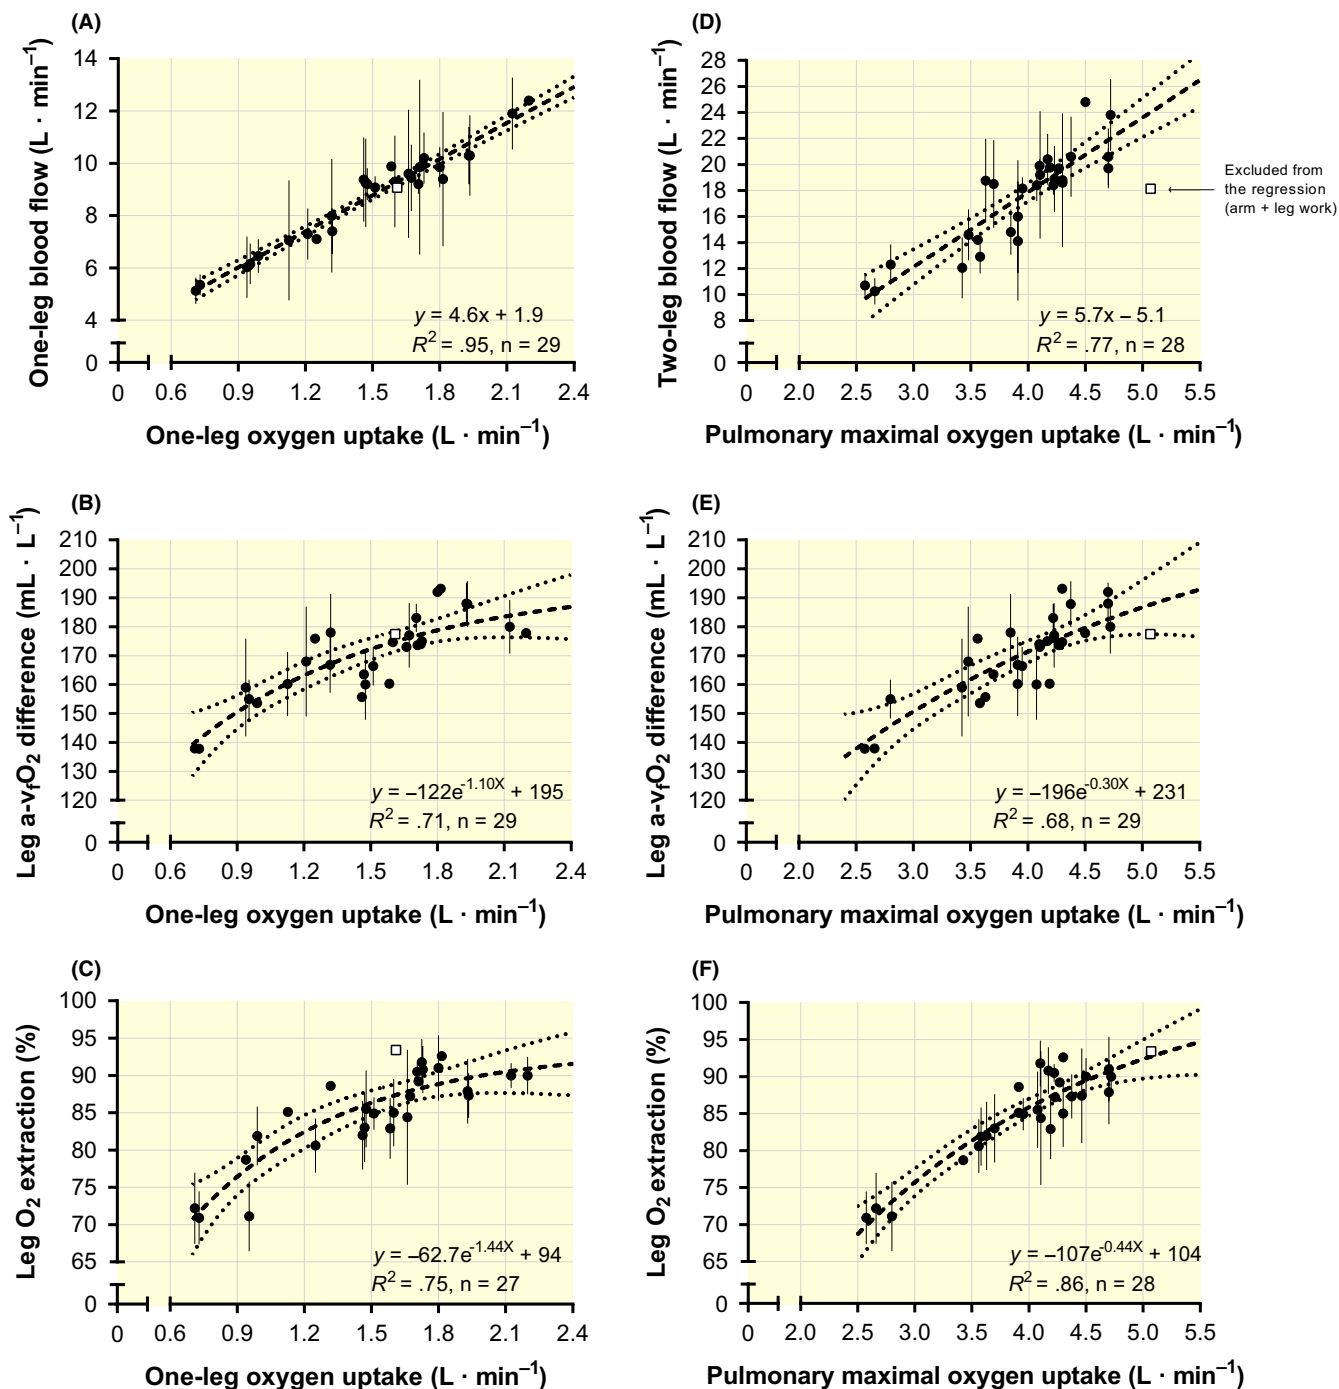 (A)
One-leg blood flow (L · min⁻¹)
14
12
10
8
6
4
0
0 0.6 0.9 1.2 1.5 1.8 2.1 2.4
y = 4.6x + 1.9
R² = .95, n = 29
One-leg oxygen uptake (L · min⁻¹)
(D)
Two-leg blood flow (L · min⁻¹)
28
26
24
22
20
18
16
14
12
10
8
0
0 2.0 2.5 3.0 3.5 4.0 4.5 5.0 5.5
y = 5.7x – 5.1
R² = .77, n = 28
Excluded from
the regression
(arm + leg work)
Pulmonary maximal oxygen uptake (L · min⁻¹)
(B)
Leg a-vfO₂ difference (mL · L⁻¹)
210
200
190
180
170
160
150
140
130
120
0
0 0.6 0.9 1.2 1.5 1.8 2.1 2.4
y = –122e^-1.10X + 195
R² = .71, n = 29
One-leg oxygen uptake (L · min⁻¹)
(E)
Leg a-vfO₂ difference (mL · L⁻¹)
210
200
190
180
170
160
150
140
130
120
0
0 2.0 2.5 3.0 3.5 4.0 4.5 5.0 5.5
y = –196e^-0.30X + 231
R² = .68, n = 29
Pulmonary maximal oxygen uptake (L · min⁻¹)
(C)
Leg O₂ extraction (%)
100
95
90
85
80
75
70
65
0
0 0.6 0.9 1.2 1.5 1.8 2.1 2.4
y = –62.7e^-1.44X + 94
R² = .75, n = 27
One-leg oxygen uptake (L · min⁻¹)
(F)
Leg O₂ extraction (%)
100
95
90
85
80
75
70
65
0
0 2.0 2.5 3.0 3.5 4.0 4.5 5.0 5.5
y = –107e^-0.44X + 104
R² = .86, n = 28
Pulmonary maximal oxygen uptake (L · min⁻¹)